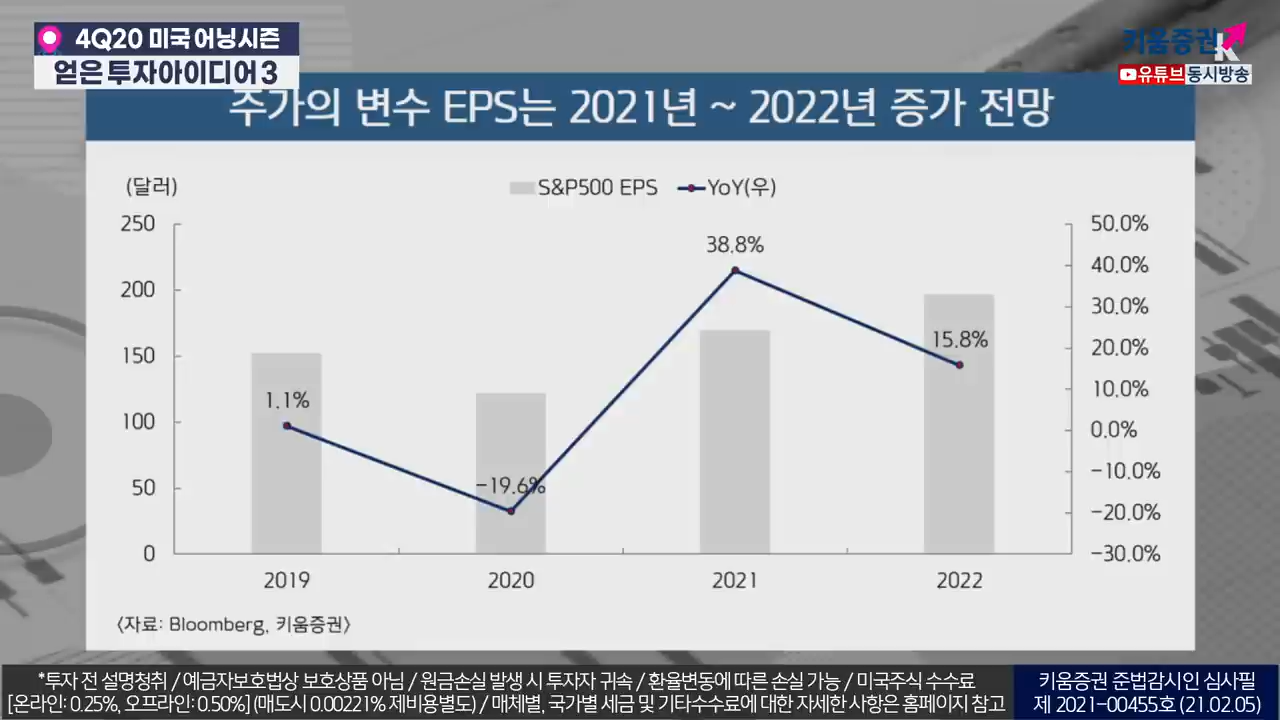 4Q20 미국 어닝시즌
얻은 투자아이디어 3
키움증권
유튜브 동시방송
주가의 변수 EPS는 2021년 ~ 2022년 증가 전망
(달러)
S&P500 EPS
YoY(우)
250
200
150
100
50
0
50.0%
40.0%
30.0%
20.0%
10.0%
0.0%
-10.0%
-20.0%
-30.0%
1.1%
-19.6%
38.8%
15.8%
2019
2020
2021
2022
<자료: Bloomberg, 키움증권>
*투자 전 설명청취 / 예금자보호법상 보호상품 아님 / 원금손실 발생 시 투자자 귀속 / 환율변동에 따른 손실 가능 / 미국주식 수수료
[온라인: 0.25%, 오프라인: 0.50%] (매도시 0.00221% 제비용별도) / 매체별, 국가별 세금 및 기타수수료에 대한 자세한 사항은 홈페이지 참고
키움증권 준법감시인 심사필
제 2021-00455호 (21.02.05)